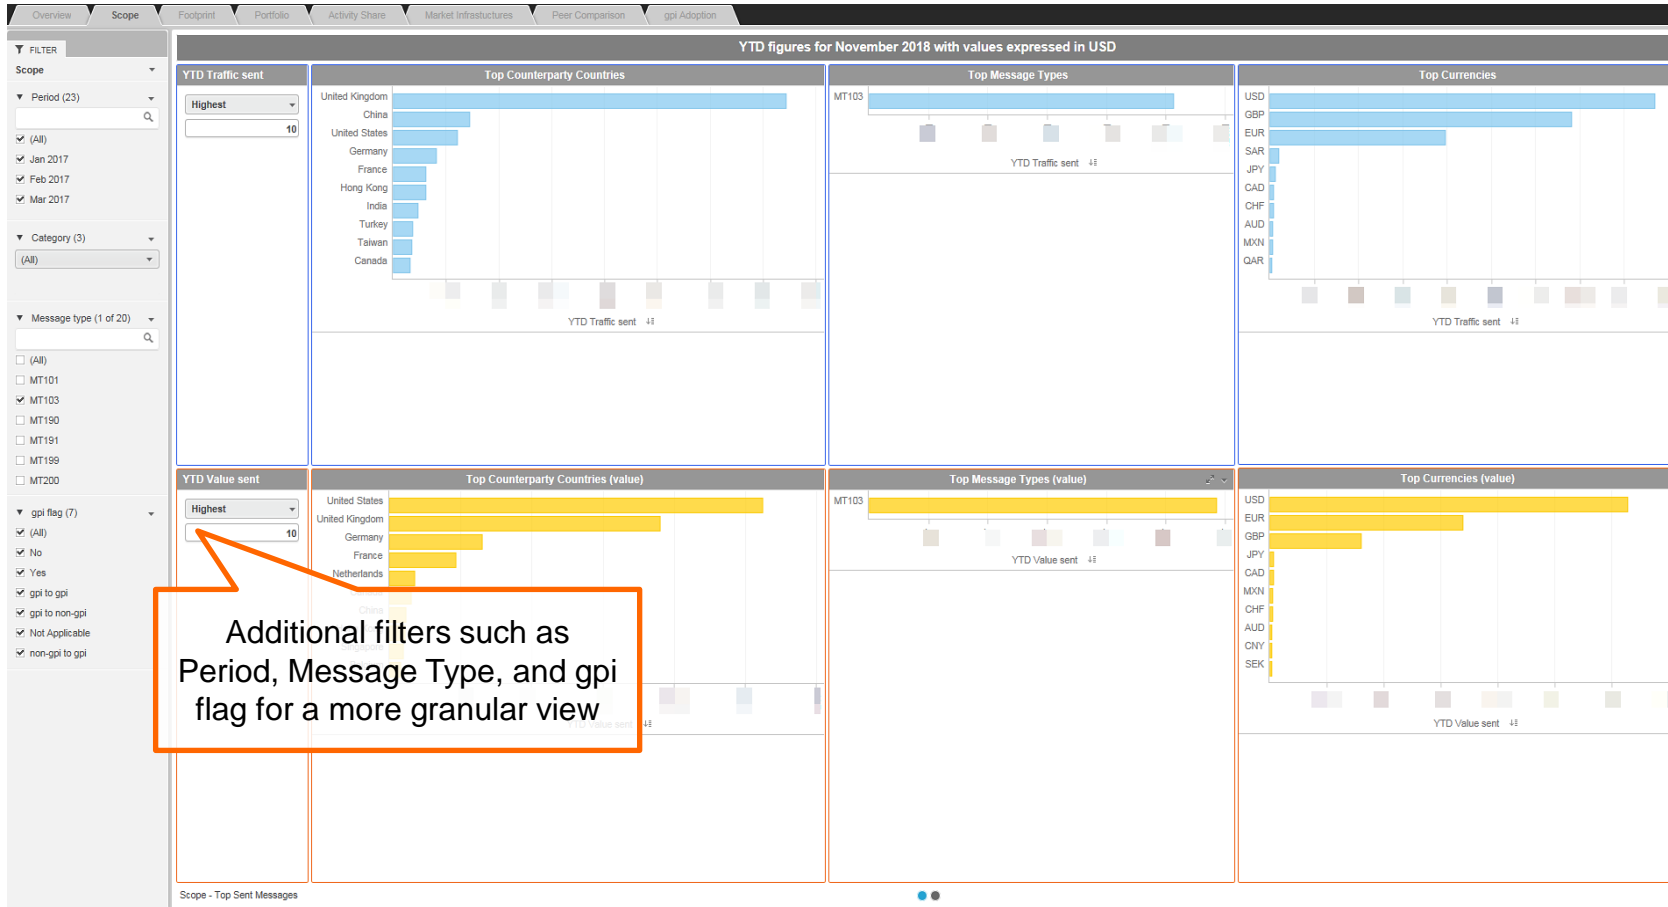 Overview
Scope
Footprint
Portfolio
Activity Share
Market Infrastuctures
Peer Comparison
gpi Adoption
FILTER
Scope
Period (23)
(All)
Jan 2017
Feb 2017
Mar 2017
Category (3)
(All)
Message type (1 of 20)
(All)
MT101
MT103
MT190
MT191
MT199
MT200
gpi flag (7)
(All)
No
Yes
gpi to gpi
gpi to non-gpi
Not Applicable
non-gpi to gpi
YTD figures for November 2018 with values expressed in USD
YTD Traffic sent
Highest
10
Top Counterparty Countries
United Kingdom
China
United States
Germany
France
Hong Kong
India
Turkey
Taiwan
Canada
YTD Traffic sent
Top Message Types
MT103
YTD Traffic sent
Top Currencies
USD
GBP
EUR
SAR
JPY
CAD
CHF
AUD
MXN
QAR
YTD Traffic sent
YTD Value sent
Highest
10
Top Counterparty Countries (value)
United States
United Kingdom
Germany
France
Netherlands
China
Singapore
YTD Value sent
Top Message Types (value)
MT103
YTD Value sent
Top Currencies (value)
USD
EUR
GBP
JPY
CAD
MXN
CHF
AUD
CNY
SEK
YTD Value sent
Additional filters such as
Period, Message Type, and gpi
flag for a more granular view
Scope - Top Sent Messages